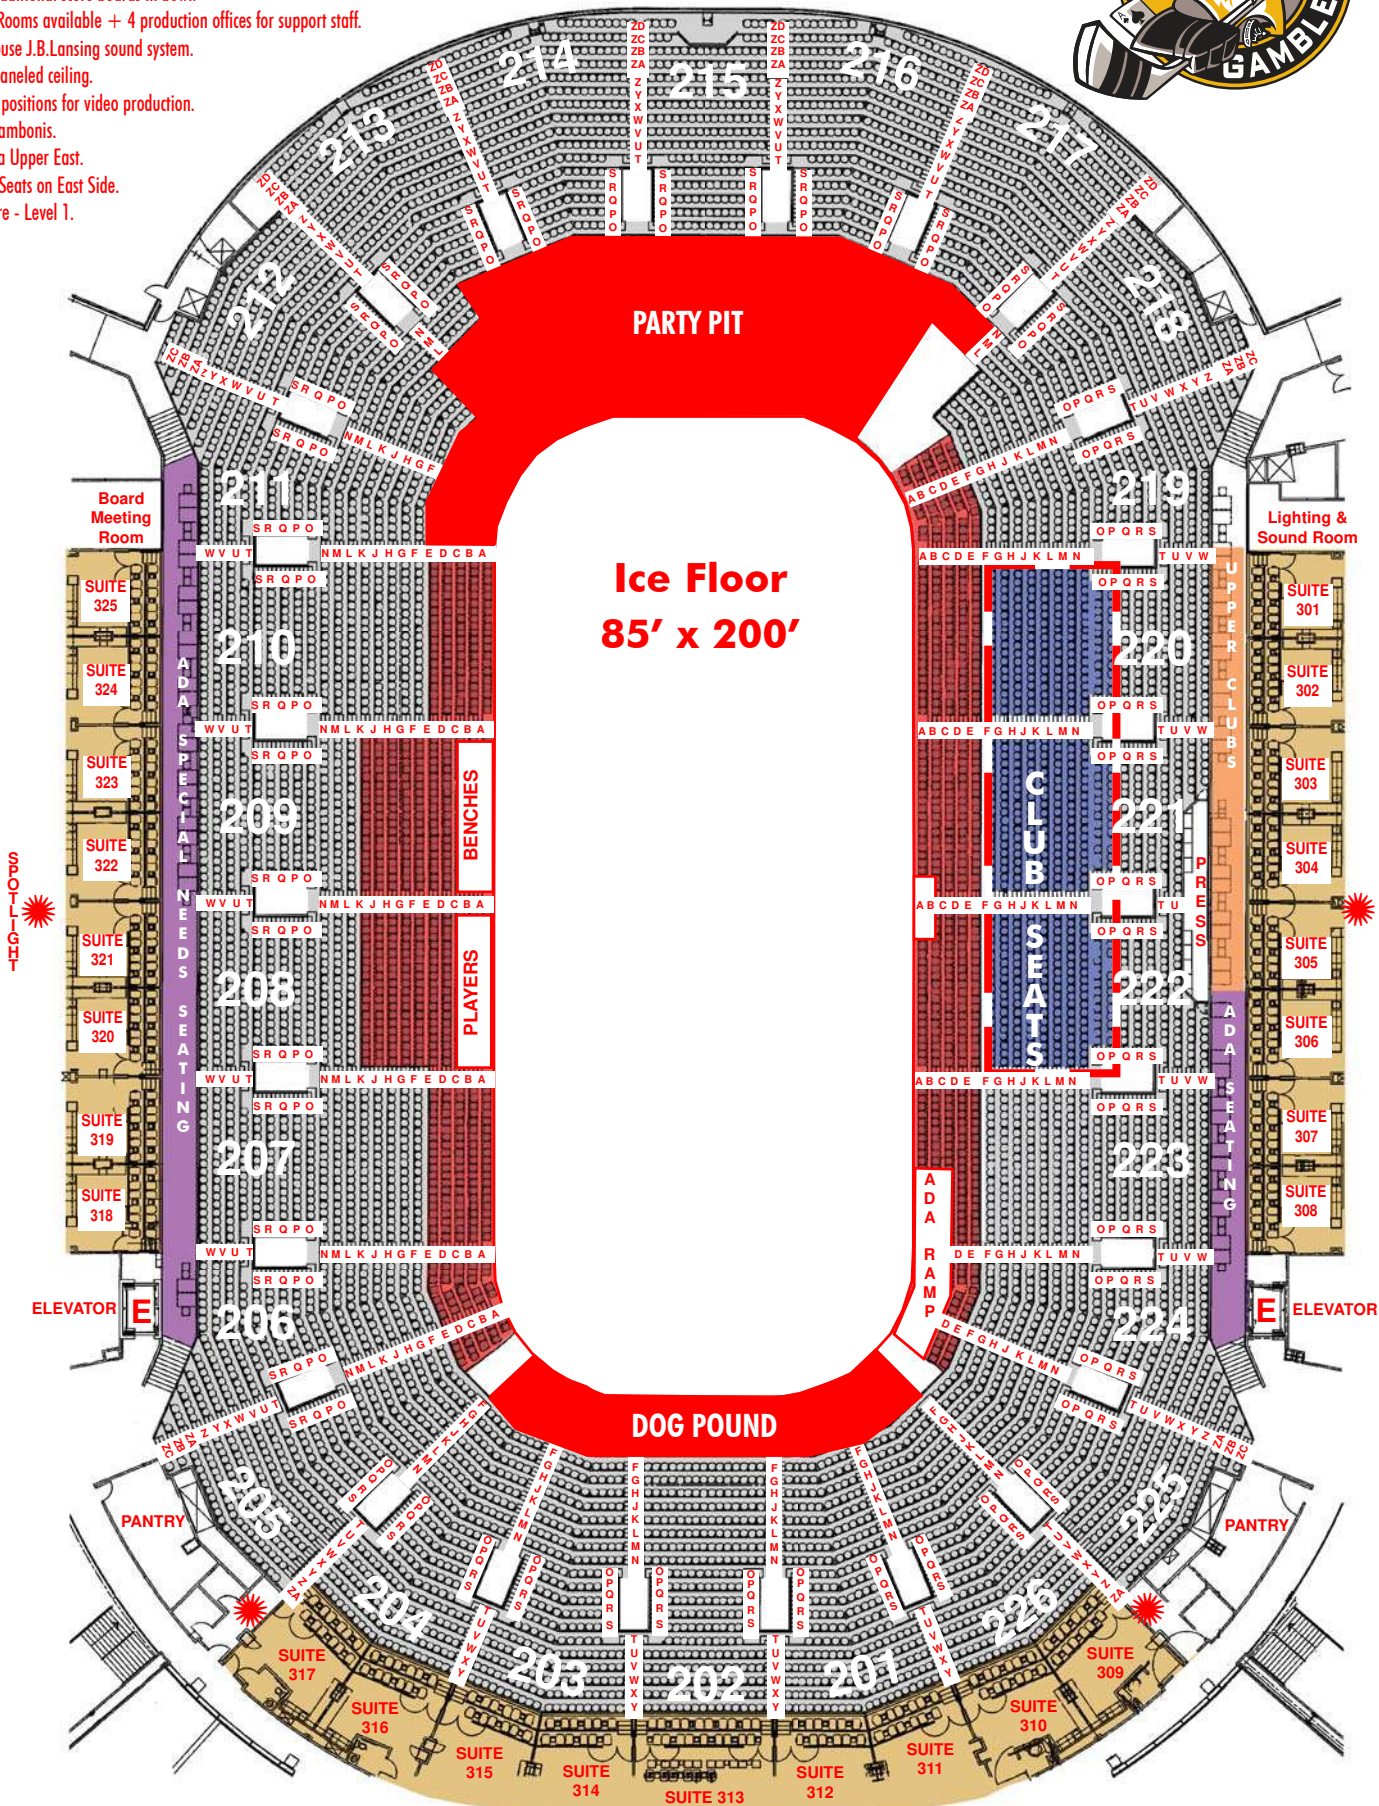 Rooms available + 4 production offices for support staff.
ouse J.B.Lansing sound system.
aneled ceiling.
positions for video production.
ambonis.
a Upper East.
Seats on East Side.
re - Level 1.
GAMBLE
213
214
215
216
217
212
218
211
219
PARTY PIT
Ice Floor
85’ x 200’
Board
Meeting
Room
Lighting &
Sound Room
SUITE
325
SUITE
324
SUITE
323
SUITE
322
SUITE
321
SUITE
320
SUITE
319
SUITE
318
SPOTLIGHT
ADA SPECIAL NEEDS SEATING
210
209
208
207
206
BENCHES
PLAYERS
CLUB SEATS
220
221
222
223
224
PRESS
UPPER CLUBS
ADA SEATING
ADA RAMP
SUITE
301
SUITE
302
SUITE
303
SUITE
304
SUITE
305
SUITE
306
SUITE
307
SUITE
308
ELEVATOR
E
E
ELEVATOR
DOG POUND
PANTRY
PANTRY
205
204
203
202
201
226
225
SUITE
317
SUITE
316
SUITE
315
SUITE
314
SUITE 313
SUITE
312
SUITE
311
SUITE
310
SUITE
309
ZD ZC ZB ZA Z Y X W V U T
S R Q P O
N M L K J H G F E D C B A
W V U T
S R Q P O
A B C D E F G H J K L M N
O P Q R S
T U V W